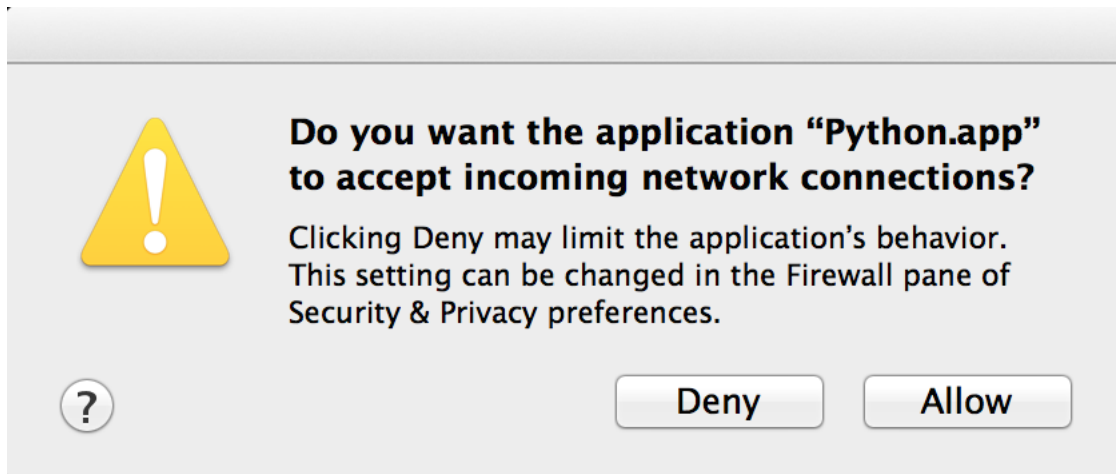 Do you want the application “Python.app”
to accept incoming network connections?
Clicking Deny may limit the application’s behavior.
This setting can be changed in the Firewall pane of
Security & Privacy preferences.
?
Deny
Allow